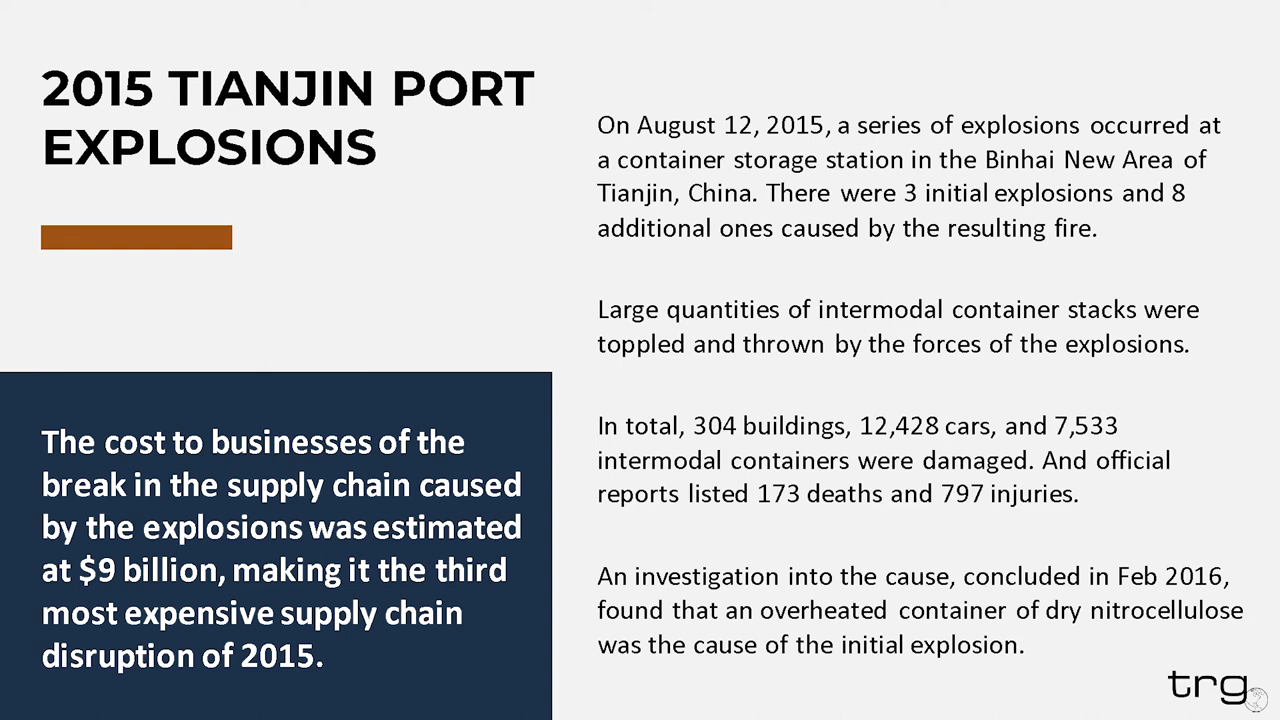 2015 TIANJIN PORT
EXPLOSIONS
The cost to businesses of the
break in the supply chain caused
by the explosions was estimated
at $9 billion, making it the third
most expensive supply chain
disruption of 2015.
On August 12, 2015, a series of explosions occurred at
a container storage station in the Binhai New Area of
Tianjin, China. There were 3 initial explosions and 8
additional ones caused by the resulting fire.
Large quantities of intermodal container stacks were
toppled and thrown by the forces of the explosions.
In total, 304 buildings, 12,428 cars, and 7,533
intermodal containers were damaged. And official
reports listed 173 deaths and 797 injuries.
An investigation into the cause, concluded in Feb 2016,
found that an overheated container of dry nitrocellulose
was the cause of the initial explosion.
trg